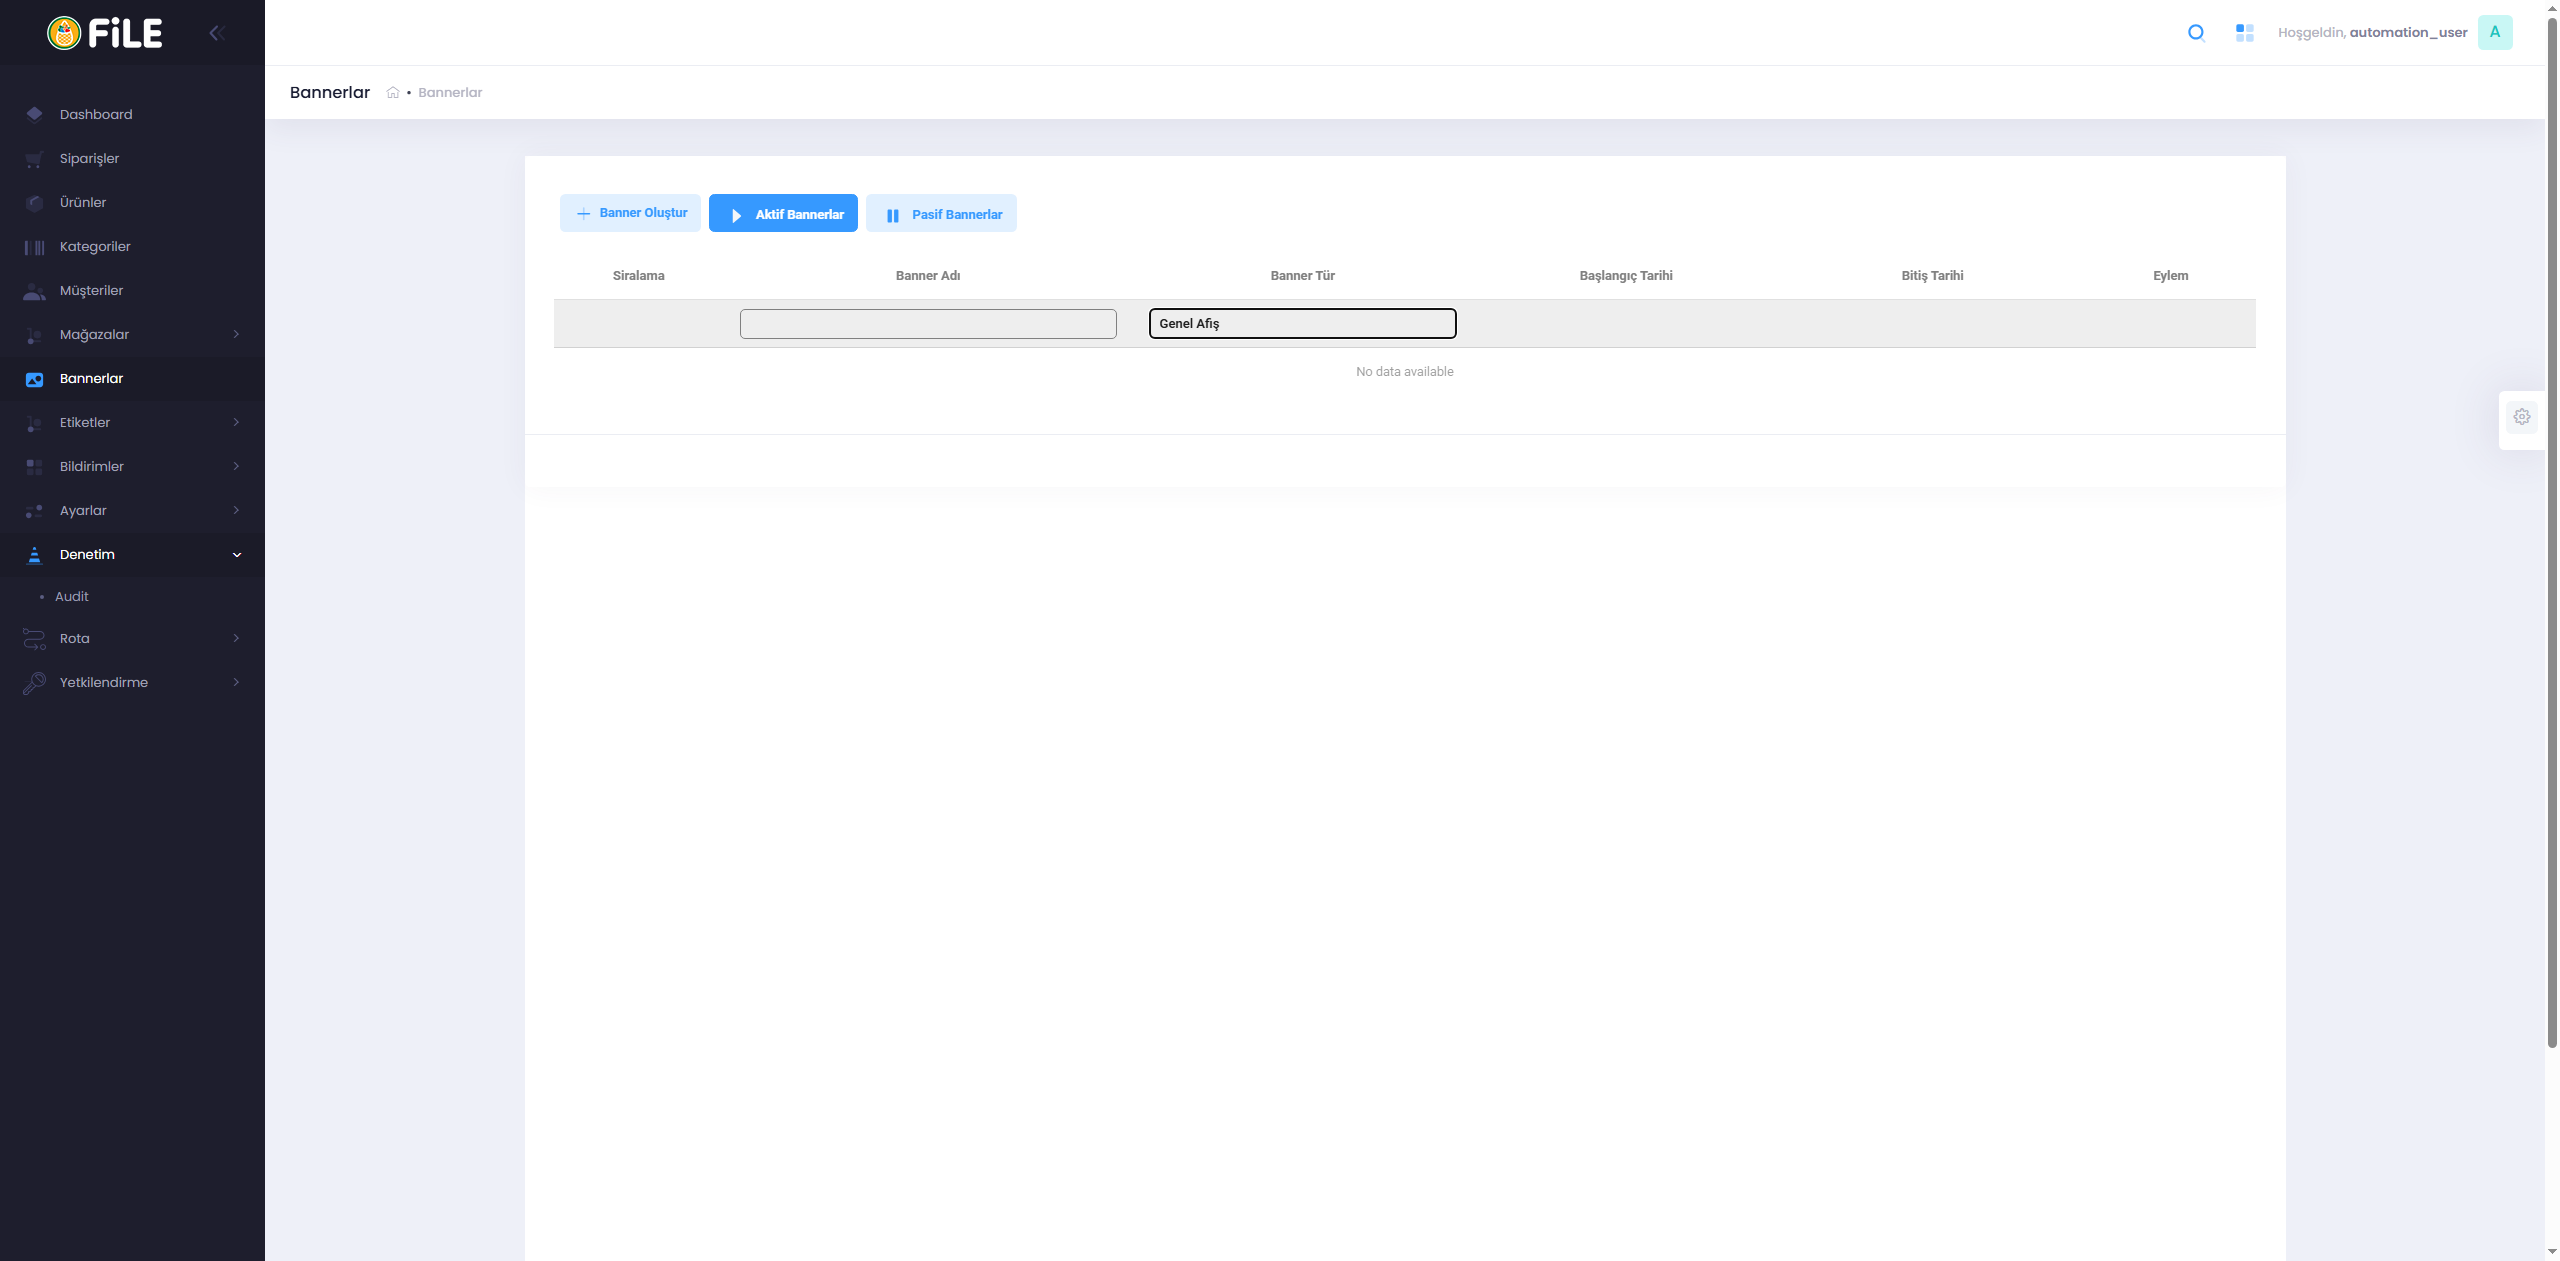 FiLE
Hoşgeldin, automation_user
A
Bannerlar
• Bannerlar
Dashboard
Siparişler
Ürünler
Kategoriler
Müşteriler
Mağazalar
Bannerlar
Etiketler
Bildirimler
Ayarlar
Denetim
• Audit
Rota
Yetkilendirme
Banner Oluştur
Aktif Bannerlar
Pasif Bannerlar
Siralama Banner Adı Banner Tür Başlangıç Tarihi Bitiş Tarihi Eylem
Genel Afiş
No data available